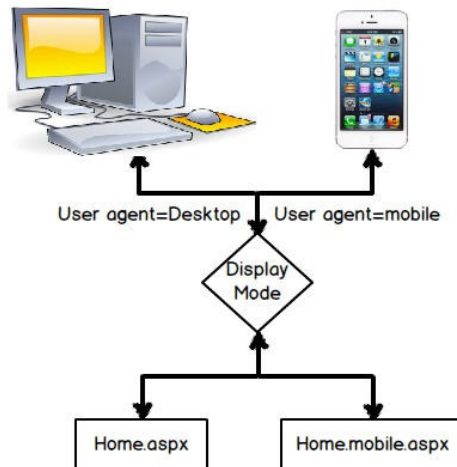 User agent=Desktop
User agent=mobile
Display
Mode
Home.aspx
Home.mobile.aspx